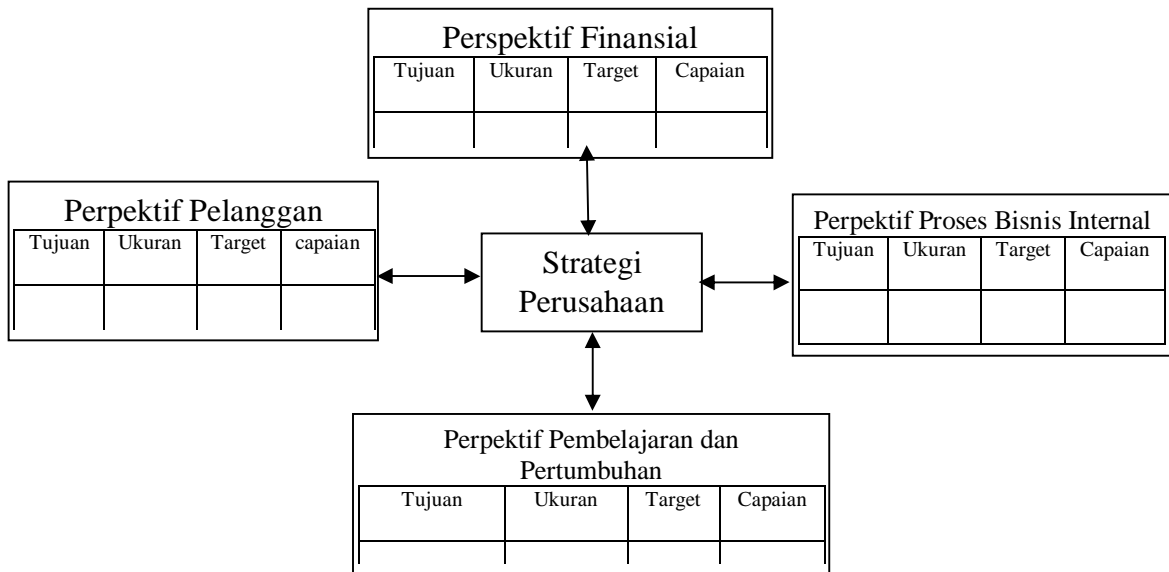 Perspektif Finansial
Tujuan Ukuran Target Capaian
Perpektif Pelanggan
Tujuan Ukuran Target capaian
Strategi
Perusahaan
Perpektif Proses Bisnis Internal
Tujuan Ukuran Target Capaian
Perpektif Pembelajaran dan
Pertumbuhan
Tujuan Ukuran Target Capaian